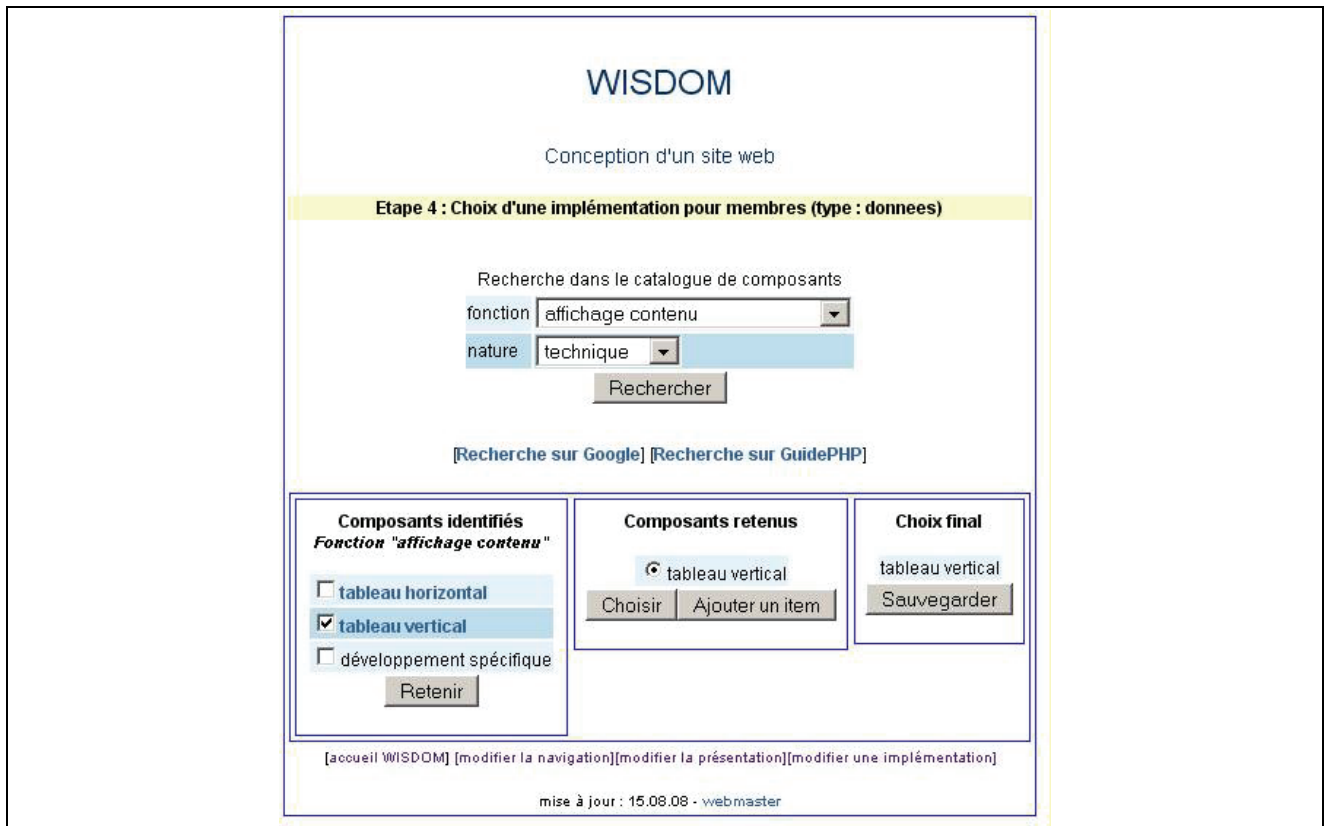 WISDOM
Conception d'un site web
Etape 4 : Choix d'une implémentation pour membres (type : donnees)
Recherche dans le catalogue de composants
fonction affichage contenu
nature technique
Rechercher
[Recherche sur Google] [Recherche sur GuidePHP]
Composants identifiés
Fonction "affichage contenu"
tableau horizontal
tableau vertical
développement spécifique
Retenir
Composants retenus
tableau vertical
Choisir Ajouter un item
Choix final
tableau vertical
Sauvegarder
[accueil WISDOM] [modifier la navigation][modifier la présentation][modifier une implémentation]
mise à jour : 15.08.08 - webmaster